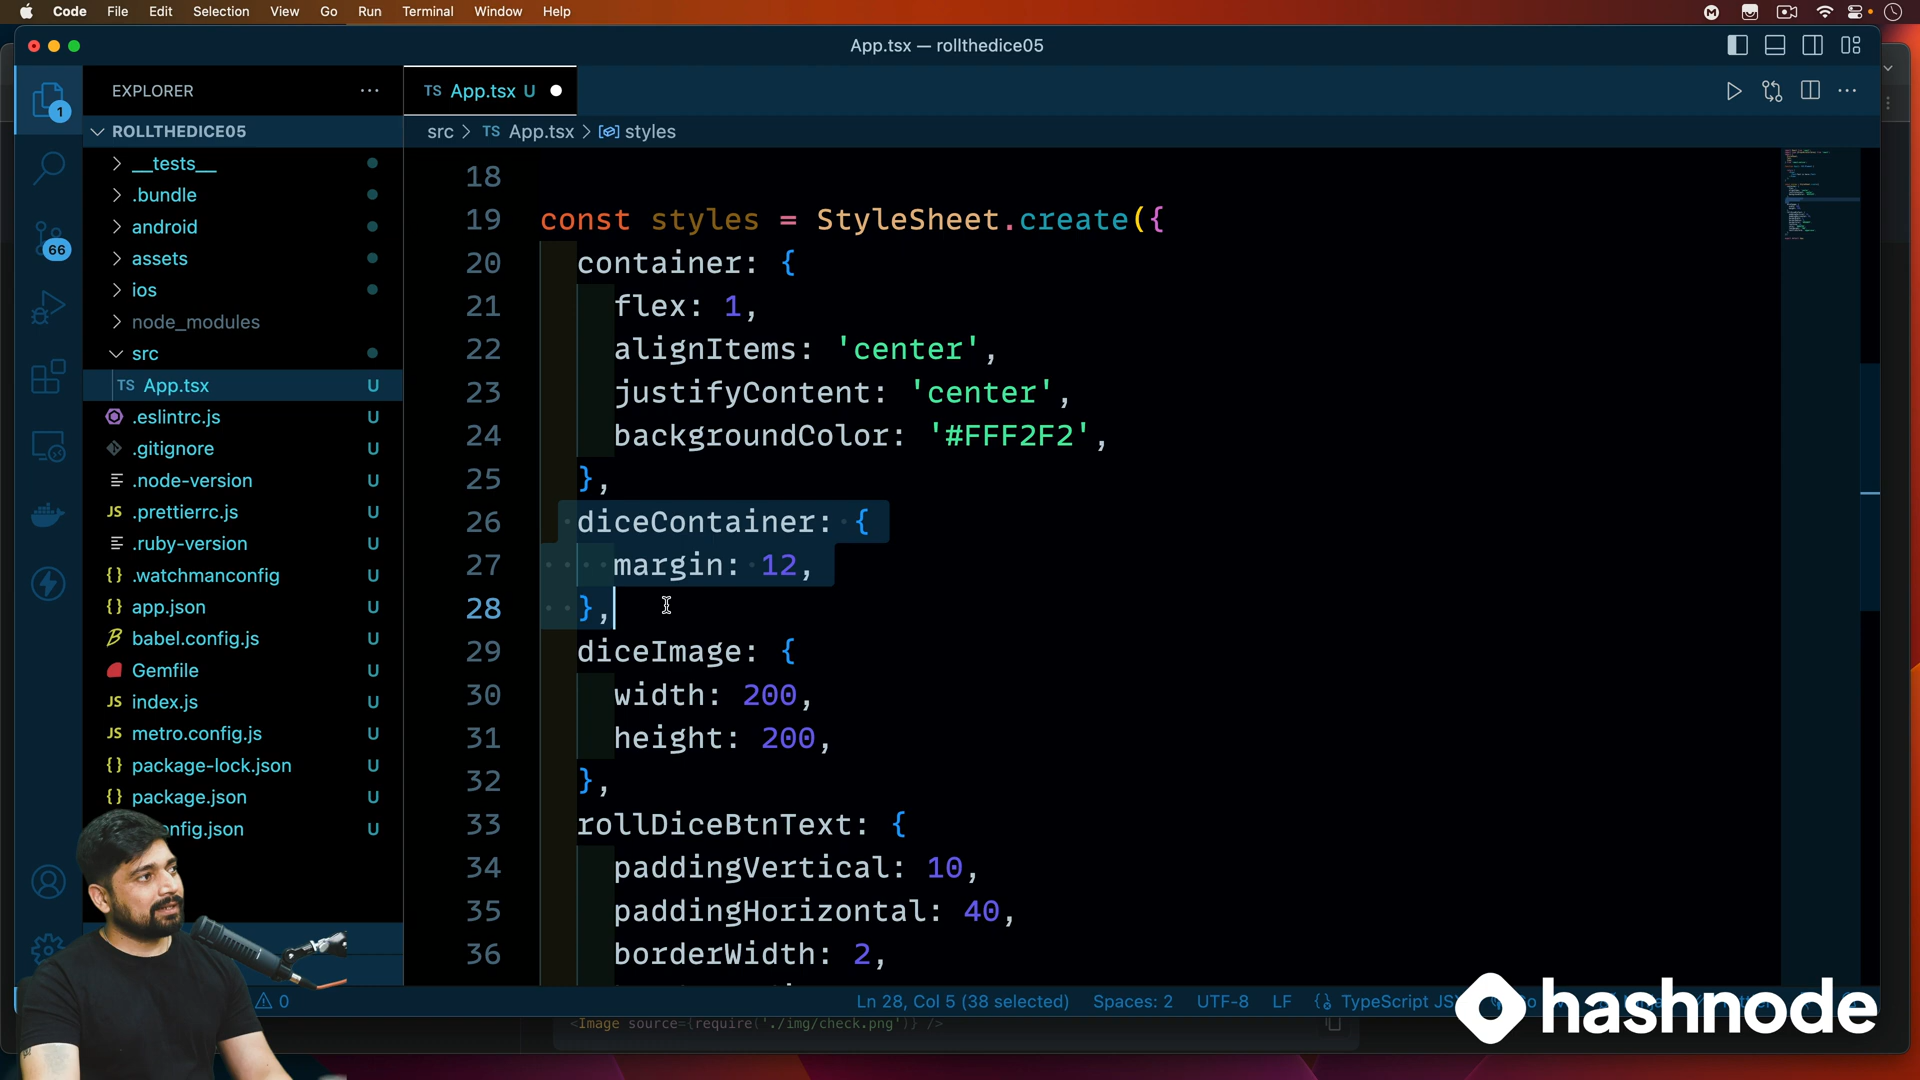 Code File Edit Selection View Go Run Terminal Window Help
App.tsx — rollthedice05
EXPLORER
TS App.tsx U
1
ROLLTHEDICE05
src > TS App.tsx > styles
__tests__
.bundle
android
66
assets
ios
node_modules
src
TS App.tsx U
.eslintrc.js U
.gitignore U
.node-version U
JS .prettierrc.js U
.ruby-version U
{} .watchmanconfig U
{} app.json U
babel.config.js U
Gemfile U
JS index.js U
JS metro.config.js U
{} package-lock.json U
{} package.json U
nfig.json U
18
19 const styles = StyleSheet.create({
20 container: {
21 flex: 1,
22 alignItems: 'center',
23 justifyContent: 'center',
24 backgroundColor: '#FFF2F2',
25 },
26 diceContainer: {
27 margin: 12,
28 },
29 diceImage: {
30 width: 200,
31 height: 200,
32 },
33 rollDiceBtnText: {
34 paddingVertical: 10,
35 paddingHorizontal: 40,
36 borderWidth: 2,
0 Ln 28, Col 5 (38 selected) Spaces: 2 UTF-8 LF {} TypeScript JS
<Image source={require('./img/check.png')} />
hashnode